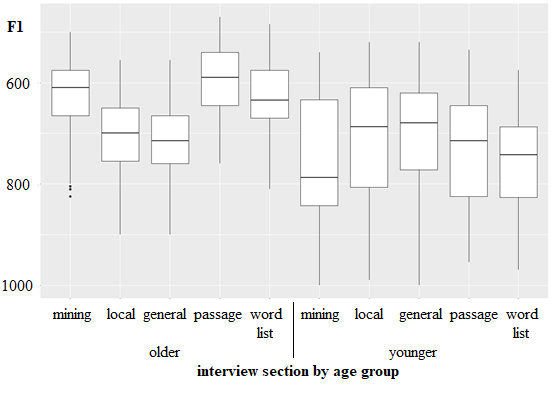 F1
600
800
1000
mining local general passage word list mining local general passage word list
older younger
interview section by age group